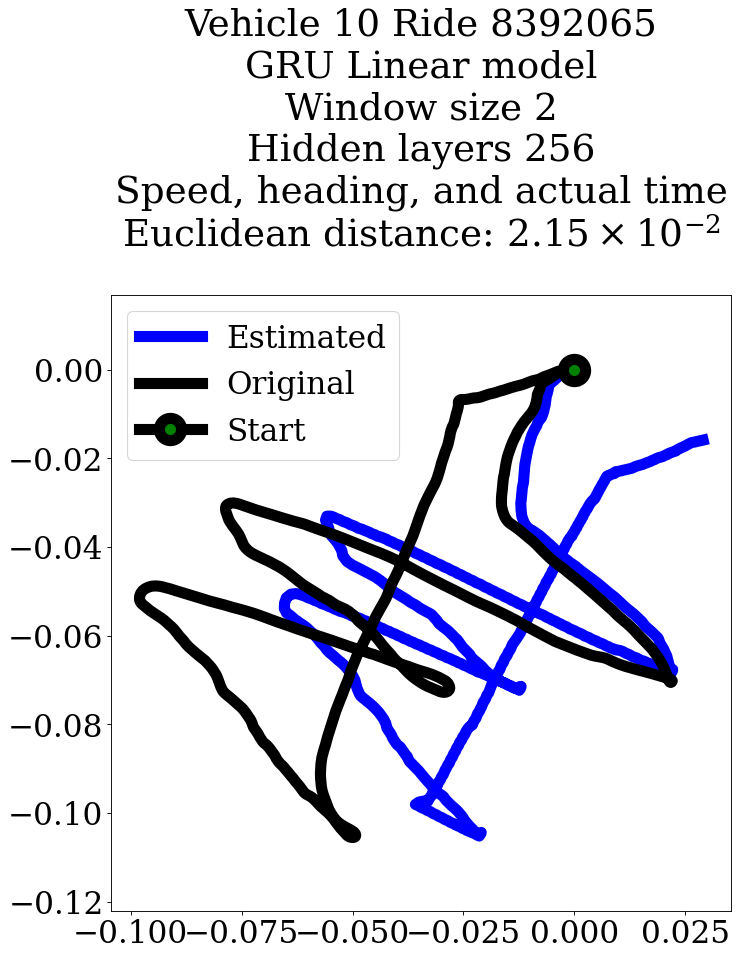 Vehicle 10 Ride 8392065
GRU Linear model
Window size 2
Hidden layers 256
Speed, heading, and actual time
Euclidean distance: 2.15 × 10⁻²
Estimated
Original
Start
0.00
−0.02
−0.04
−0.06
−0.08
−0.10
−0.12
−0.100 −0.075 −0.050 −0.025 0.000 0.025